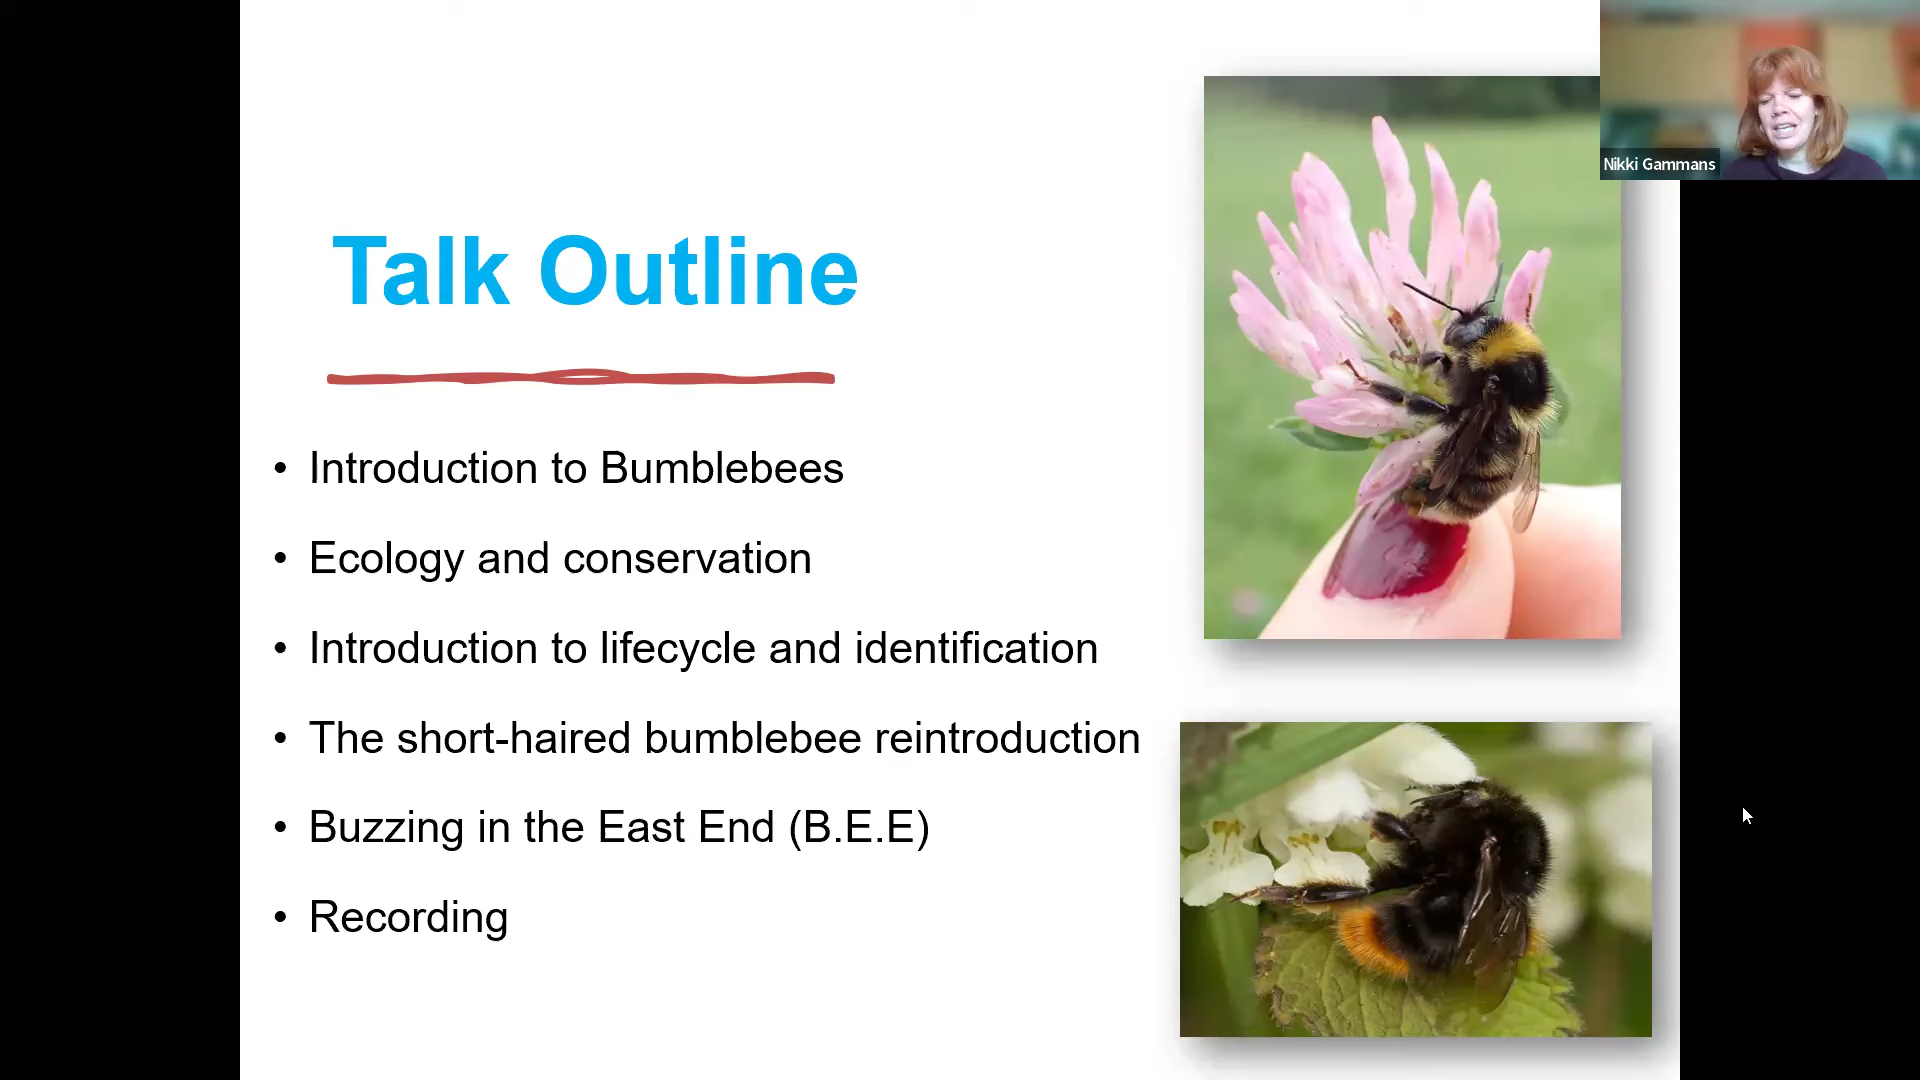 Nikki Gammans
Talk Outline
• Introduction to Bumblebees
• Ecology and conservation
• Introduction to lifecycle and identification
• The short-haired bumblebee reintroduction
• Buzzing in the East End (B.E.E)
• Recording